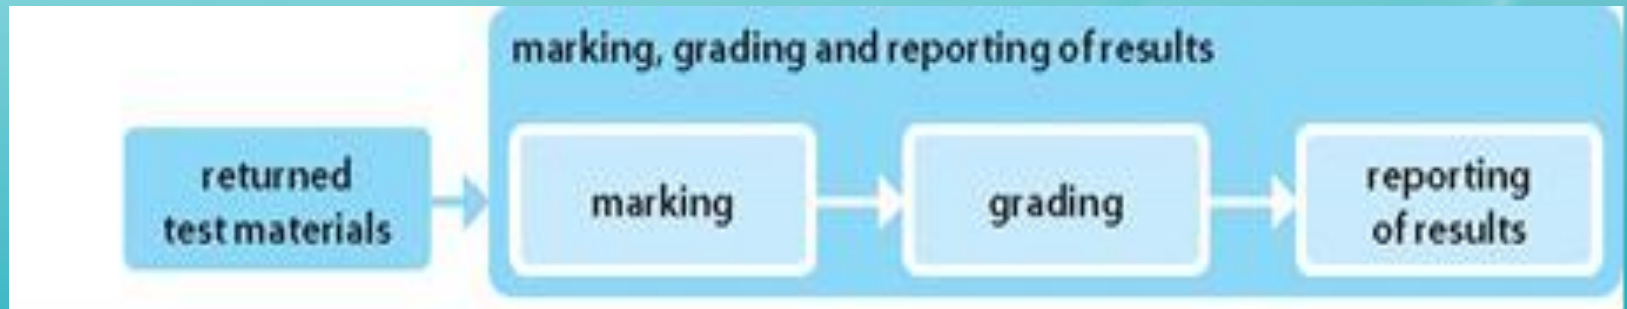 marking, grading and reporting of results
returned
test materials
marking
grading
reporting
of results